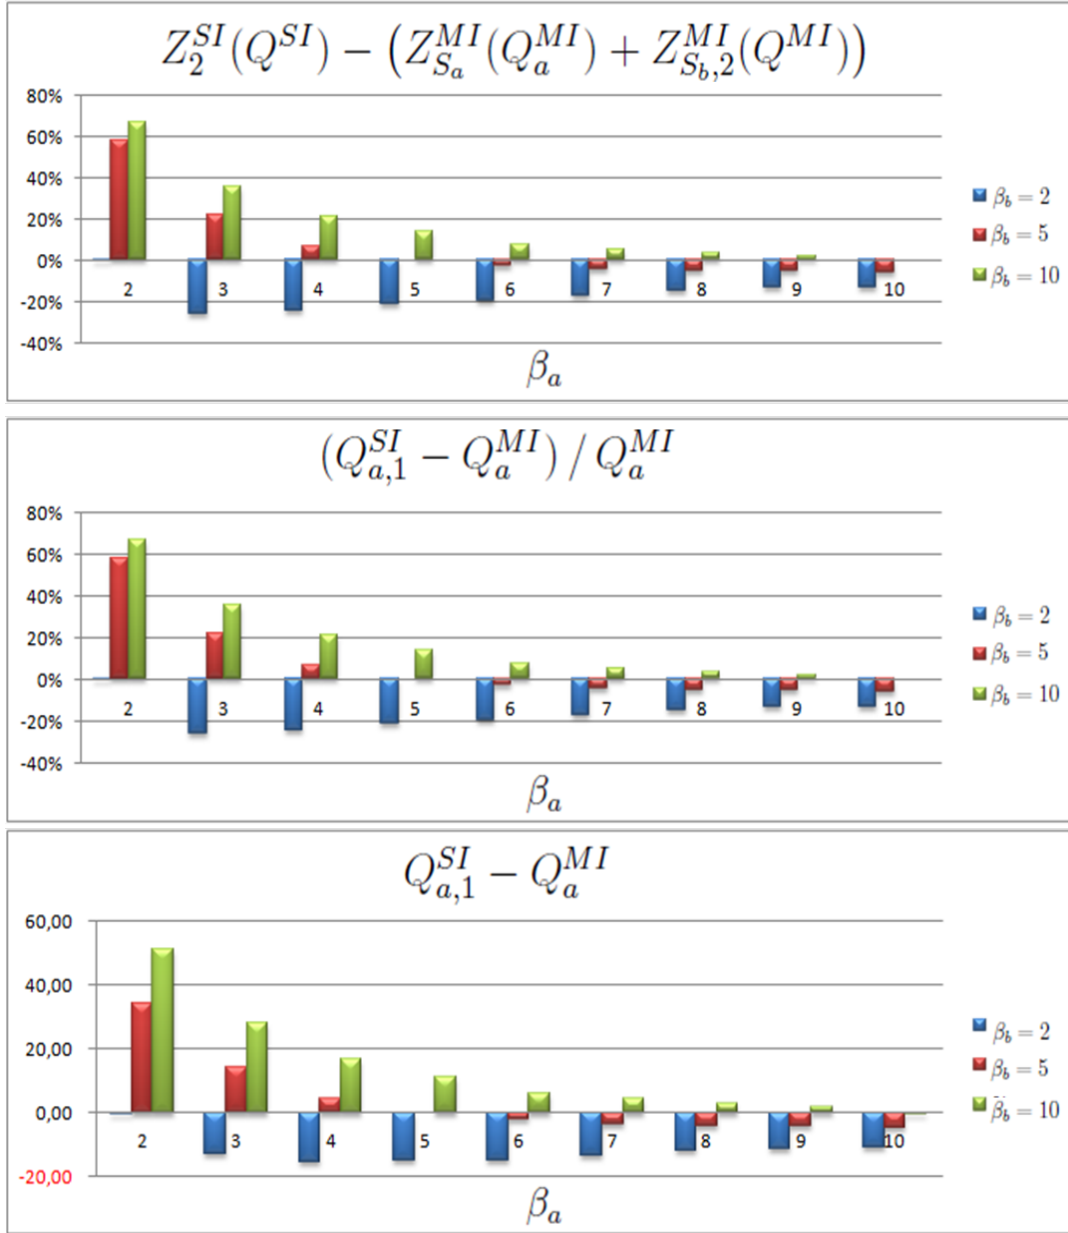 Z_2^{SI}(Q^{SI}) − (Z_{S_a}^{MI}(Q_a^{MI}) + Z_{S_b,2}^{MI}(Q^{MI}))
80%
60%
40%
20%
0%
-20%
-40%
2 3 4 5 6 7 8 9 10
β_a
β_b = 2
β_b = 5
β_b = 10
(Q_{a,1}^{SI} − Q_a^{MI}) / Q_a^{MI}
80%
60%
40%
20%
0%
-20%
-40%
2 3 4 5 6 7 8 9 10
β_a
β_b = 2
β_b = 5
β_b = 10
Q_{a,1}^{SI} − Q_a^{MI}
60,00
40,00
20,00
0,00
-20,00
2 3 4 5 6 7 8 9 10
β_a
β_b = 2
β_b = 5
β_b = 10